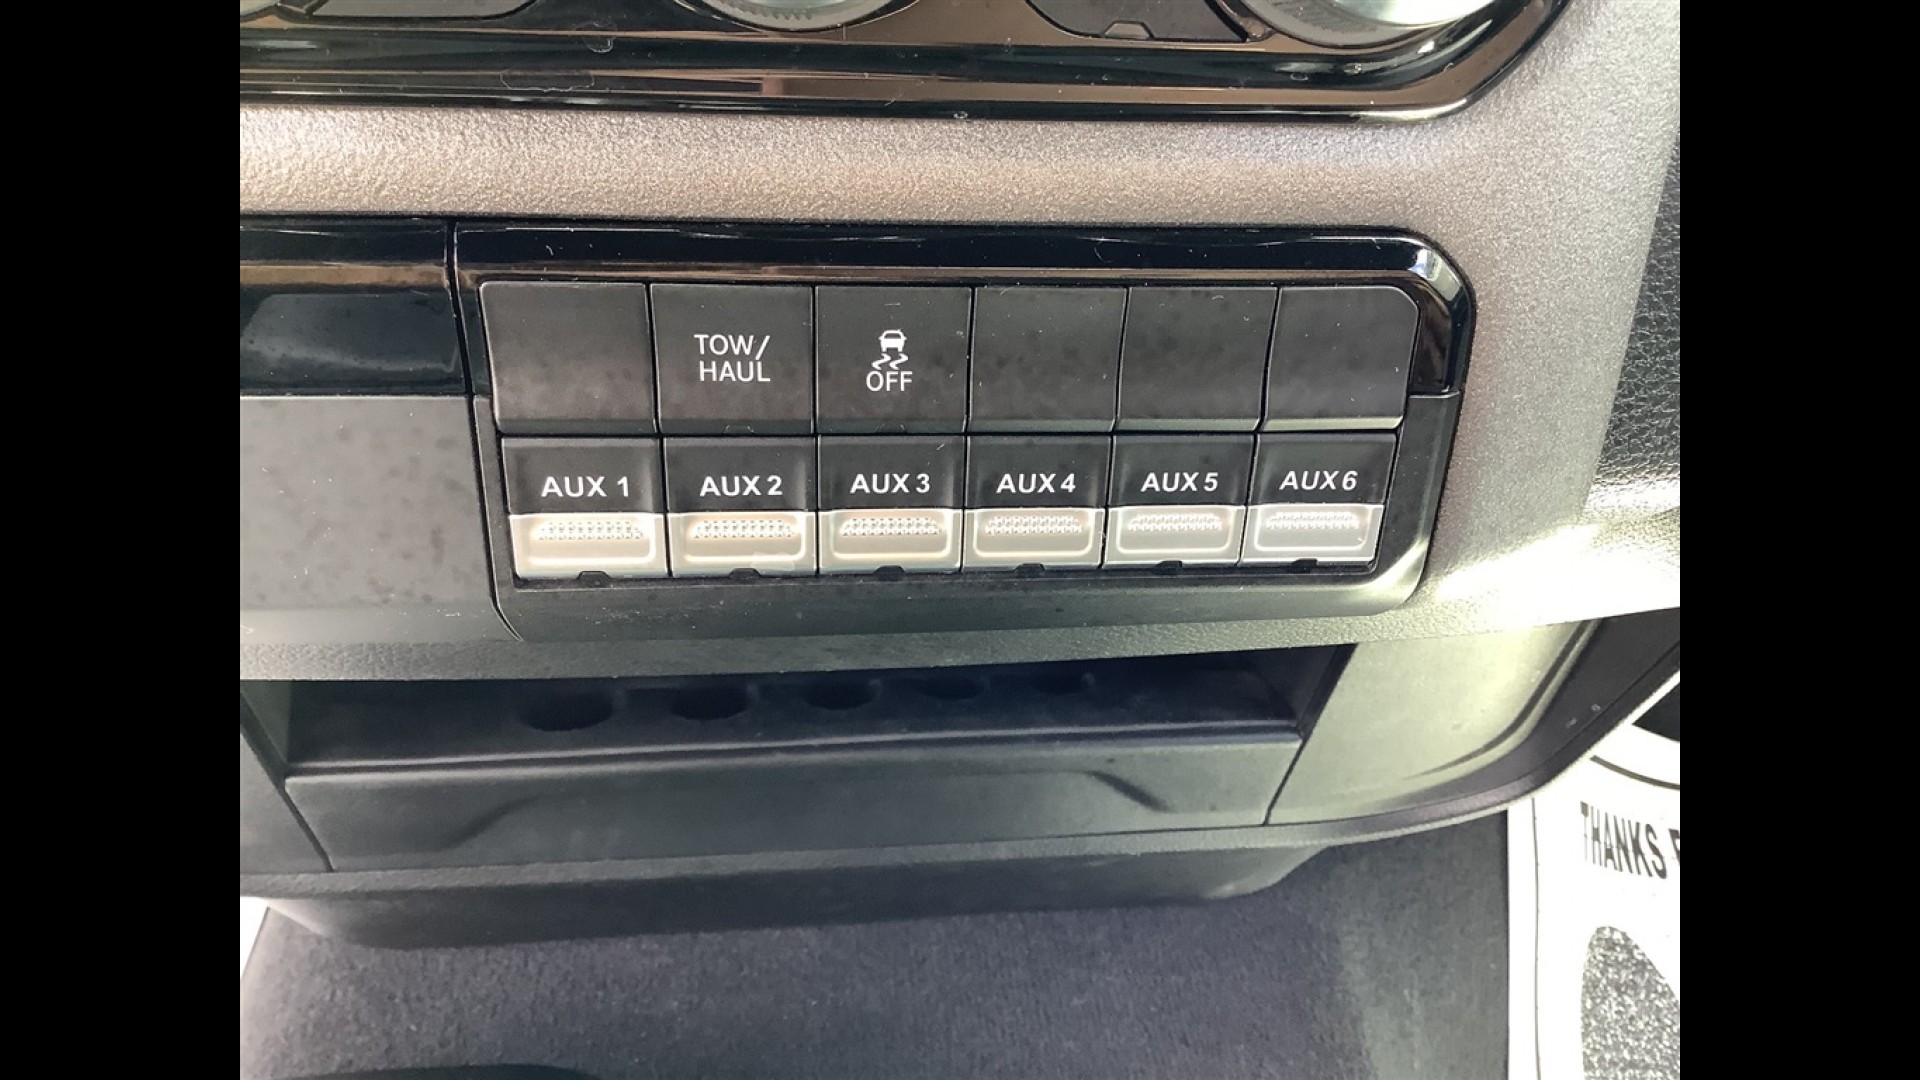 TOW/
HAUL
OFF
AUX 1
AUX 2
AUX 3
AUX 4
AUX 5
AUX 6
THANKS